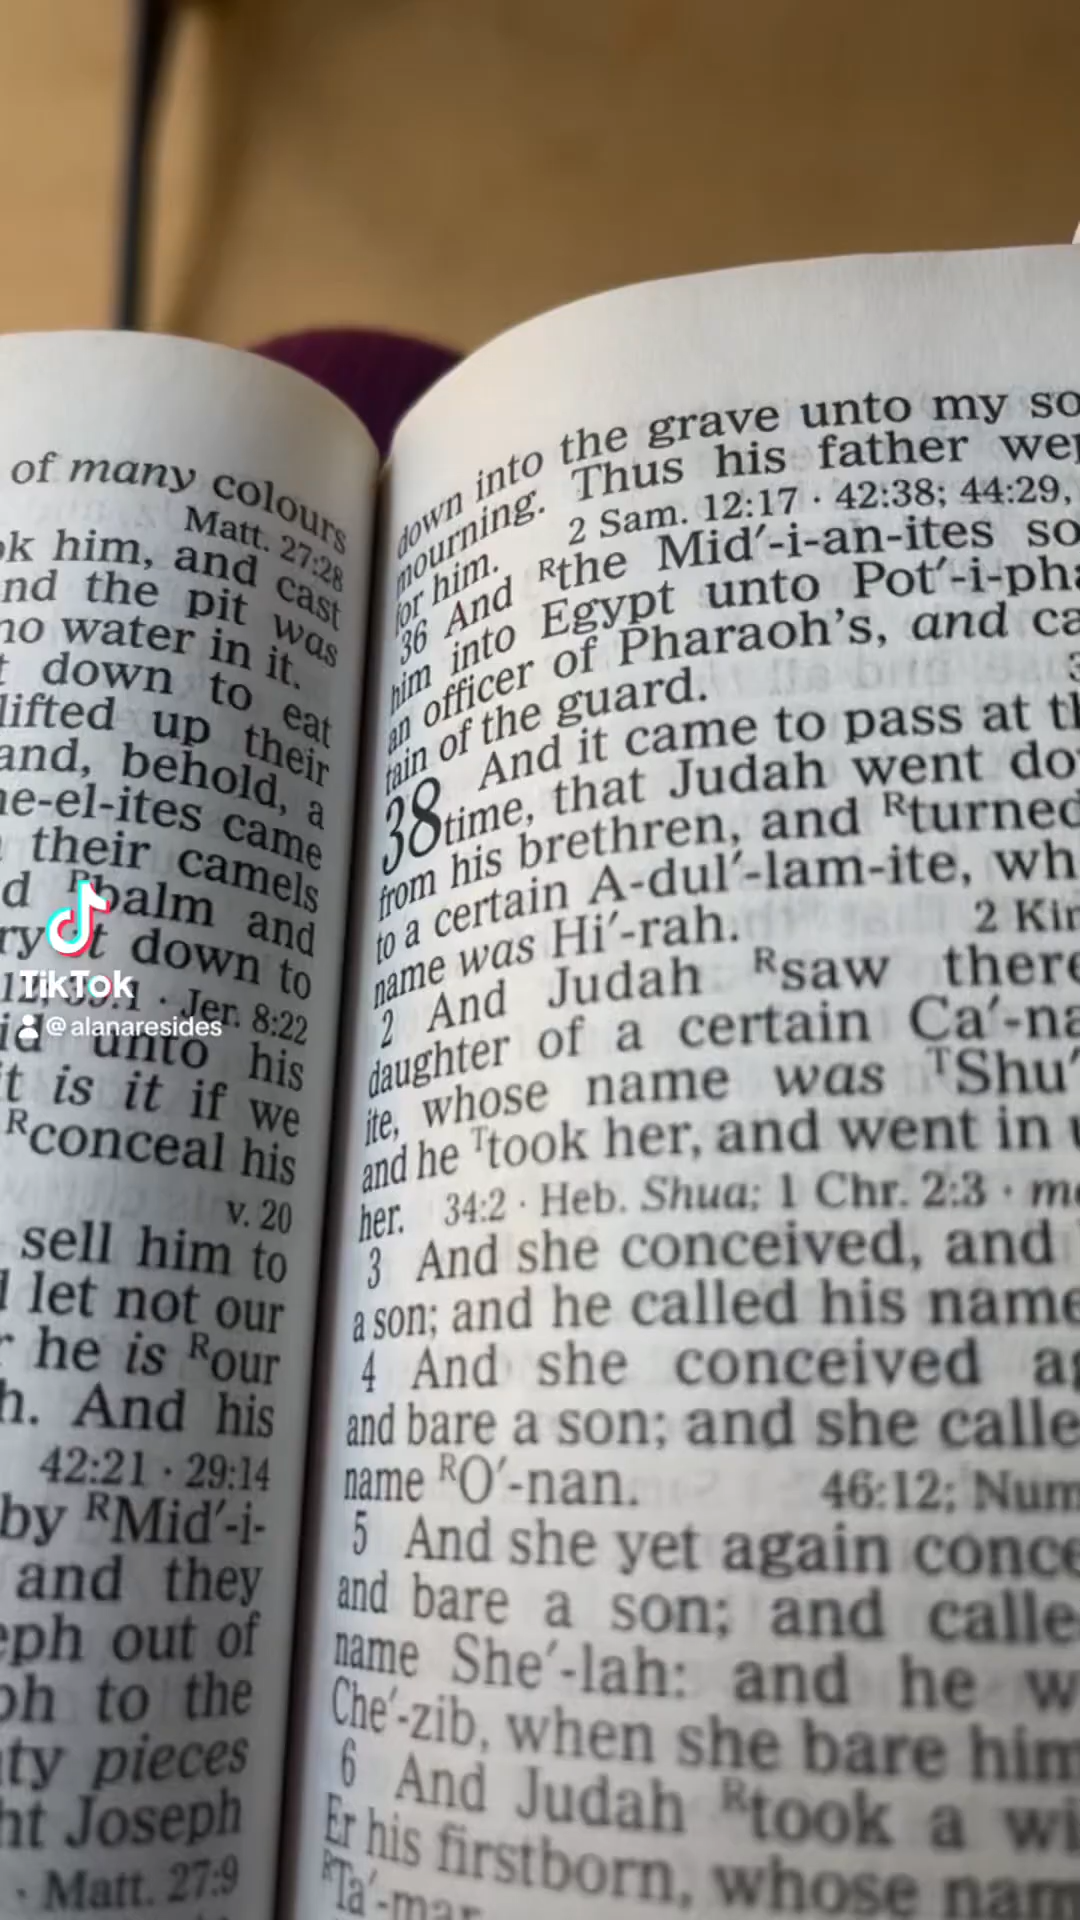 of many colours
Matt. 27:28
ok him, and cast
nd the pit was
no water in it.
t down to eat
lifted up their
and, behold, a
ne-el-ites came
their camels
d ᴿbalm and
ry it down to
· Jer. 8:22
unto his
it is it if we
ᴿconceal his
v. 20
sell him to
let not our
r he is ᴿour
h. And his
42:21 · 29:14
by ᴿMid′-i-
and they
eph out of
ph to the
ty pieces
ht Joseph
· Matt. 27:9
down into the grave unto my so
mourning. Thus his father we
for him. 2 Sam. 12:17 · 42:38; 44:29,
36 And ᴿthe Mid′-i-an-ites so
him into Egypt unto Pot′-i-pha
an officer of Pharaoh's, and ca
tain of the guard.
38 And it came to pass at th
time, that Judah went do
from his brethren, and ᴿturned
to a certain A-dul′-lam-ite, wh
name was Hi′-rah. 2 Kin
2 And Judah ᴿsaw there
daughter of a certain Ca′-na
ite, whose name was ᵀShu′
and he ᵀtook her, and went in u
her. 34:2 · Heb. Shua; 1 Chr. 2:3 · m
3 And she conceived, and
a son; and he called his name
4 And she conceived ag
and bare a son; and she calle
name ᴿO′-nan. 46:12; Num
5 And she yet again conce
and bare a son; and calle
name She′-lah: and he w
Che′-zib, when she bare him
6 And Judah ᴿtook a wi
Er his firstborn, whose nam
ᴿTa′-mar
TikTok
@alanaresides